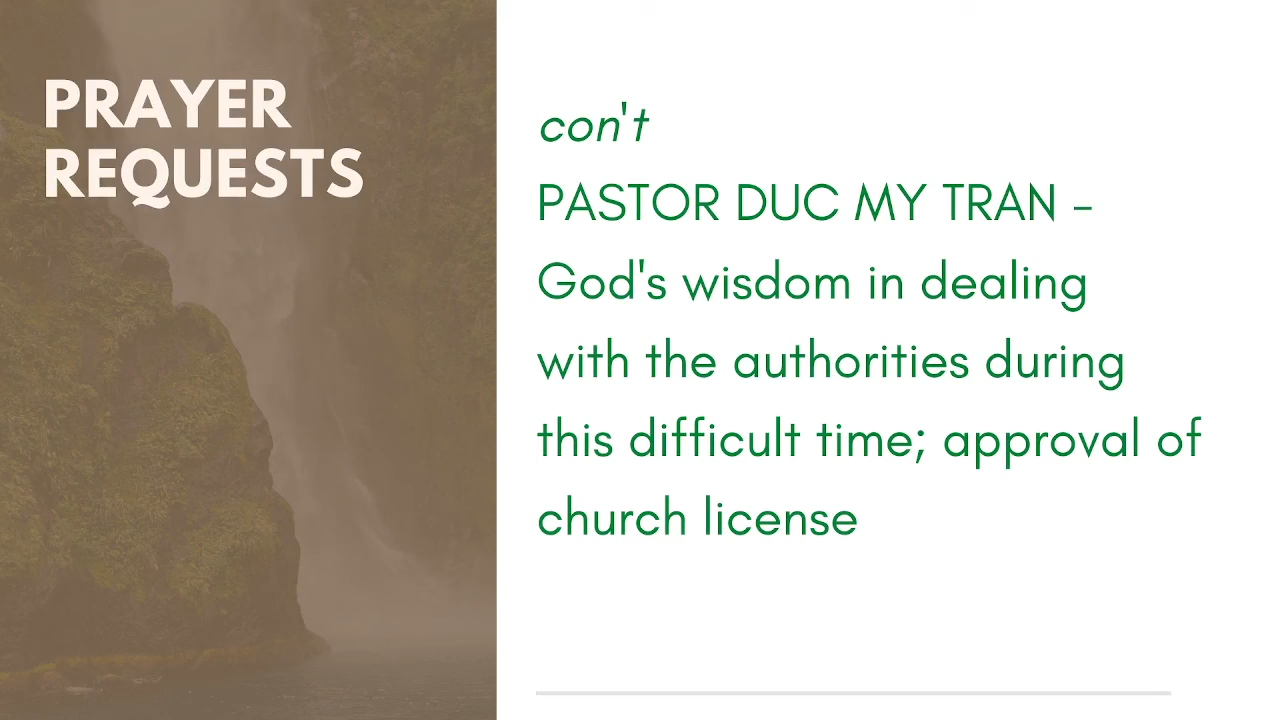 PRAYER
REQUESTS
con't
PASTOR DUC MY TRAN -
God's wisdom in dealing
with the authorities during
this difficult time; approval of
church license